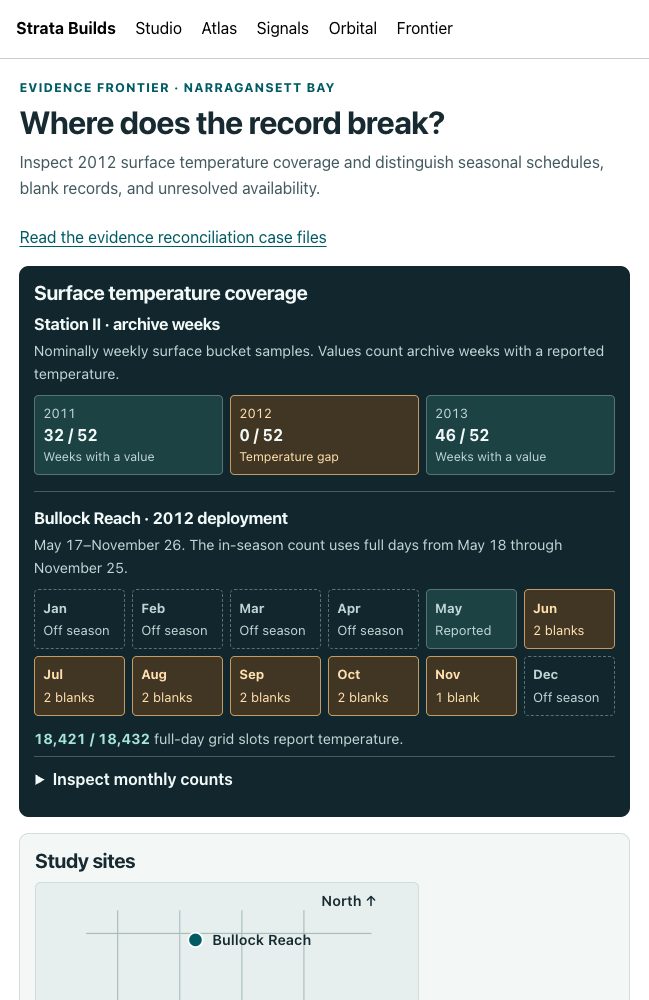 Strata Builds Studio Atlas Signals Orbital Frontier
EVIDENCE FRONTIER · NARRAGANSETT BAY
Where does the record break?
Inspect 2012 surface temperature coverage and distinguish seasonal schedules,
blank records, and unresolved availability.
Read the evidence reconciliation case files
Surface temperature coverage
Station II · archive weeks
Nominally weekly surface bucket samples. Values count archive weeks with a reported
temperature.
2011
32 / 52
Weeks with a value
2012
0 / 52
Temperature gap
2013
46 / 52
Weeks with a value
Bullock Reach · 2012 deployment
May 17–November 26. The in-season count uses full days from May 18 through
November 25.
Jan
Off season
Feb
Off season
Mar
Off season
Apr
Off season
May
Reported
Jun
2 blanks
Jul
2 blanks
Aug
2 blanks
Sep
2 blanks
Oct
2 blanks
Nov
1 blank
Dec
Off season
18,421 / 18,432 full-day grid slots report temperature.
▶ Inspect monthly counts
Study sites
North ↑
Bullock Reach